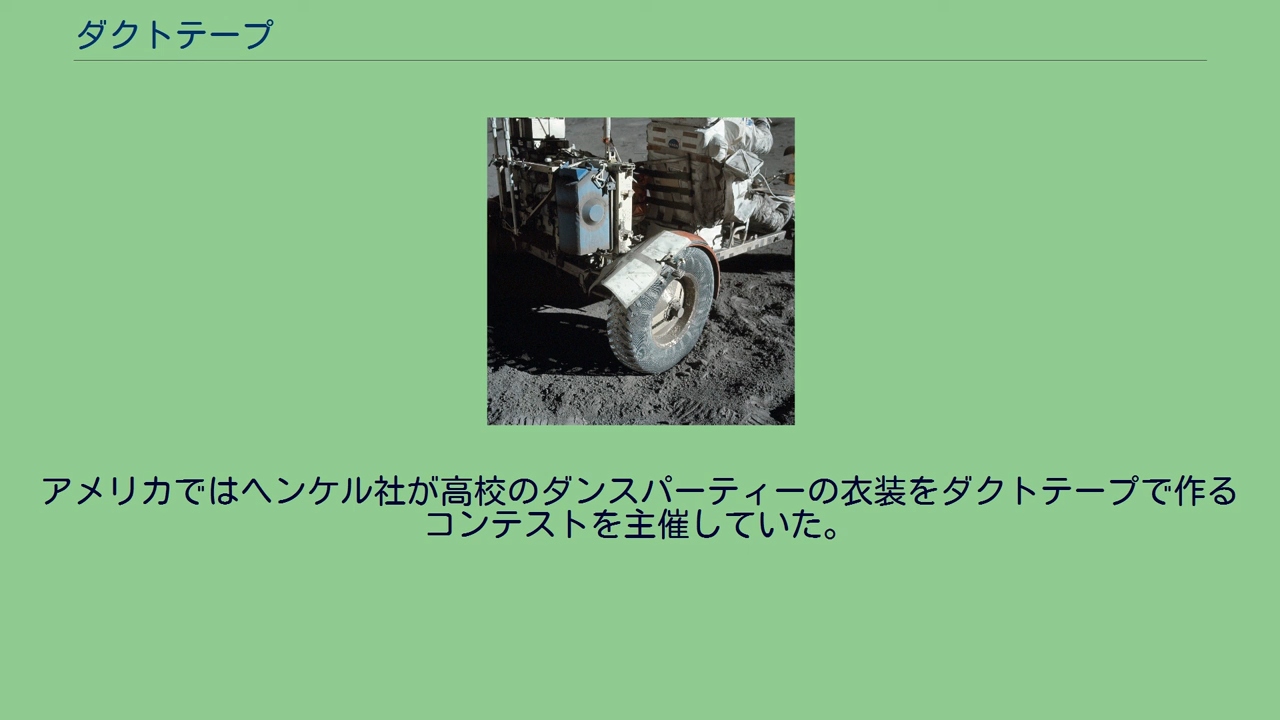 ダクトテープ
アメリカではヘンケル社が高校のダンスパーティーの衣装をダクトテープで作る
コンテストを主催していた。